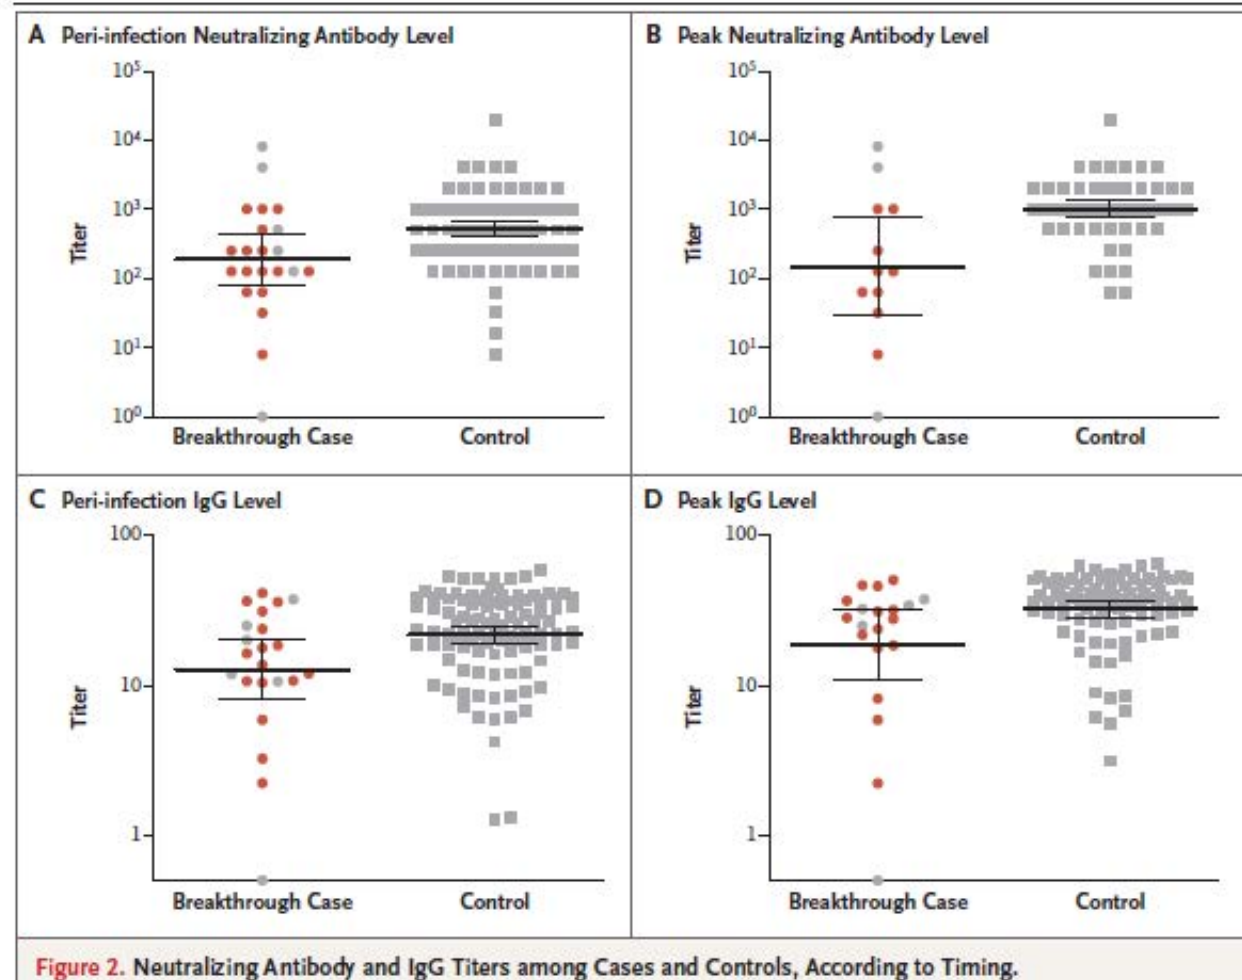 A Peri-infection Neutralizing Antibody Level
10⁵
10⁴
10³
10²
10¹
10⁰
Titer
Breakthrough Case
Control
B Peak Neutralizing Antibody Level
10⁵
10⁴
10³
10²
10¹
10⁰
Titer
Breakthrough Case
Control
C Peri-infection IgG Level
100
10
1
Titer
Breakthrough Case
Control
D Peak IgG Level
100
10
1
Titer
Breakthrough Case
Control
Figure 2. Neutralizing Antibody and IgG Titers among Cases and Controls, According to Timing.